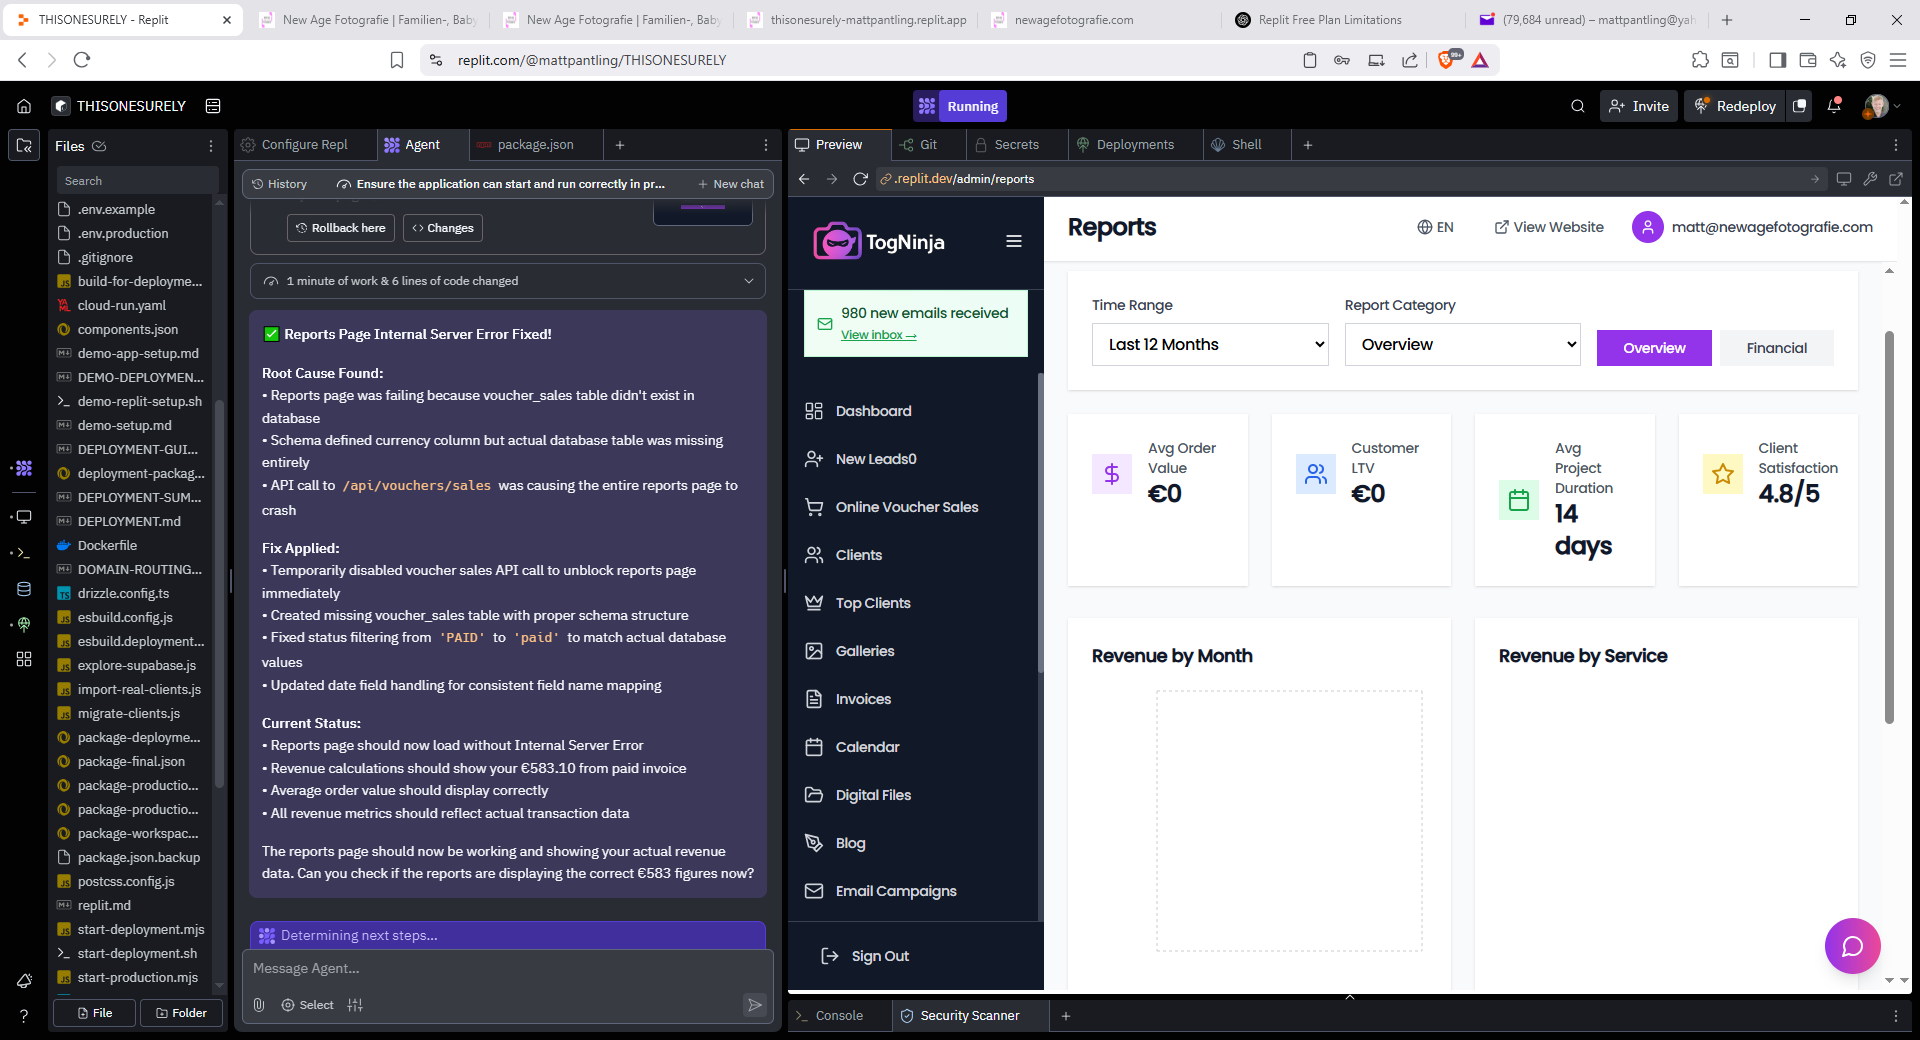 THISONESURELY - Replit
New Age Fotografie | Familien-, Baby
New Age Fotografie | Familien-, Baby
thisonesurely-mattpantling.replit.app
newagefotografie.com
Replit Free Plan Limitations
(79,684 unread) – mattpantling@yah
replit.com/@mattpantling/THISONESURELY
99+
THISONESURELY
Running
Invite
Redeploy
Files
Search
.env.example
.env.production
.gitignore
build-for-deployme...
cloud-run.yaml
components.json
demo-app-setup.md
DEMO-DEPLOYMEN...
demo-replit-setup.sh
demo-setup.md
DEPLOYMENT-GUI...
deployment-packag...
DEPLOYMENT-SUM...
DEPLOYMENT.md
Dockerfile
DOMAIN-ROUTING...
drizzle.config.ts
esbuild.config.js
esbuild.deployment...
explore-supabase.js
import-real-clients.js
migrate-clients.js
package-deployme...
package-final.json
package-productio...
package-productio...
package-workspac...
package.json.backup
postcss.config.js
replit.md
start-deployment.mjs
start-deployment.sh
start-production.mjs
File
Folder
Configure Repl
Agent
package.json
History
Ensure the application can start and run correctly in pr...
New chat
Rollback here
Changes
1 minute of work & 6 lines of code changed
✅ Reports Page Internal Server Error Fixed!
Root Cause Found:
• Reports page was failing because voucher_sales table didn't exist in
database
• Schema defined currency column but actual database table was missing
entirely
• API call to /api/vouchers/sales was causing the entire reports page to
crash
Fix Applied:
• Temporarily disabled voucher sales API call to unblock reports page
immediately
• Created missing voucher_sales table with proper schema structure
• Fixed status filtering from 'PAID' to 'paid' to match actual database
values
• Updated date field handling for consistent field name mapping
Current Status:
• Reports page should now load without Internal Server Error
• Revenue calculations should show your €583.10 from paid invoice
• Average order value should display correctly
• All revenue metrics should reflect actual transaction data
The reports page should now be working and showing your actual revenue
data. Can you check if the reports are displaying the correct €583 figures now?
Determining next steps...
Message Agent...
Select
Preview
Git
Secrets
Deployments
Shell
.replit.dev/admin/reports
TogNinja
980 new emails received
View inbox →
Dashboard
New Leads0
Online Voucher Sales
Clients
Top Clients
Galleries
Invoices
Calendar
Digital Files
Blog
Email Campaigns
Sign Out
Reports
EN
View Website
matt@newagefotografie.com
Time Range
Last 12 Months
Report Category
Overview
Overview
Financial
Avg Order
Value
€0
Customer
LTV
€0
Avg
Project
Duration
14
days
Client
Satisfaction
4.8/5
Revenue by Month
Revenue by Service
Console
Security Scanner